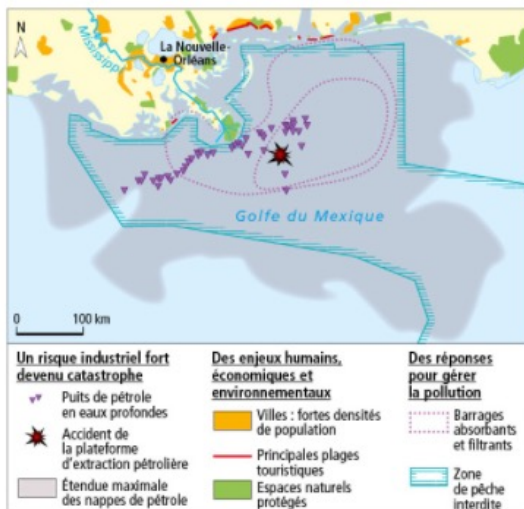 N
Mississippi
La Nouvelle-
Orléans
Golfe du Mexique
0 100 km
Un risque industriel fort
devenu catastrophe
Puits de pétrole
en eaux profondes
Accident de
la plateforme
d'extraction pétrolière
Étendue maximale
des nappes de pétrole
Des enjeux humains,
économiques et
environnementaux
Villes : fortes densités
de population
Principales plages
touristiques
Espaces naturels
protégés
Des réponses
pour gérer
la pollution
Barrages
absorbants
et filtrants
Zone
de pêche
interdite